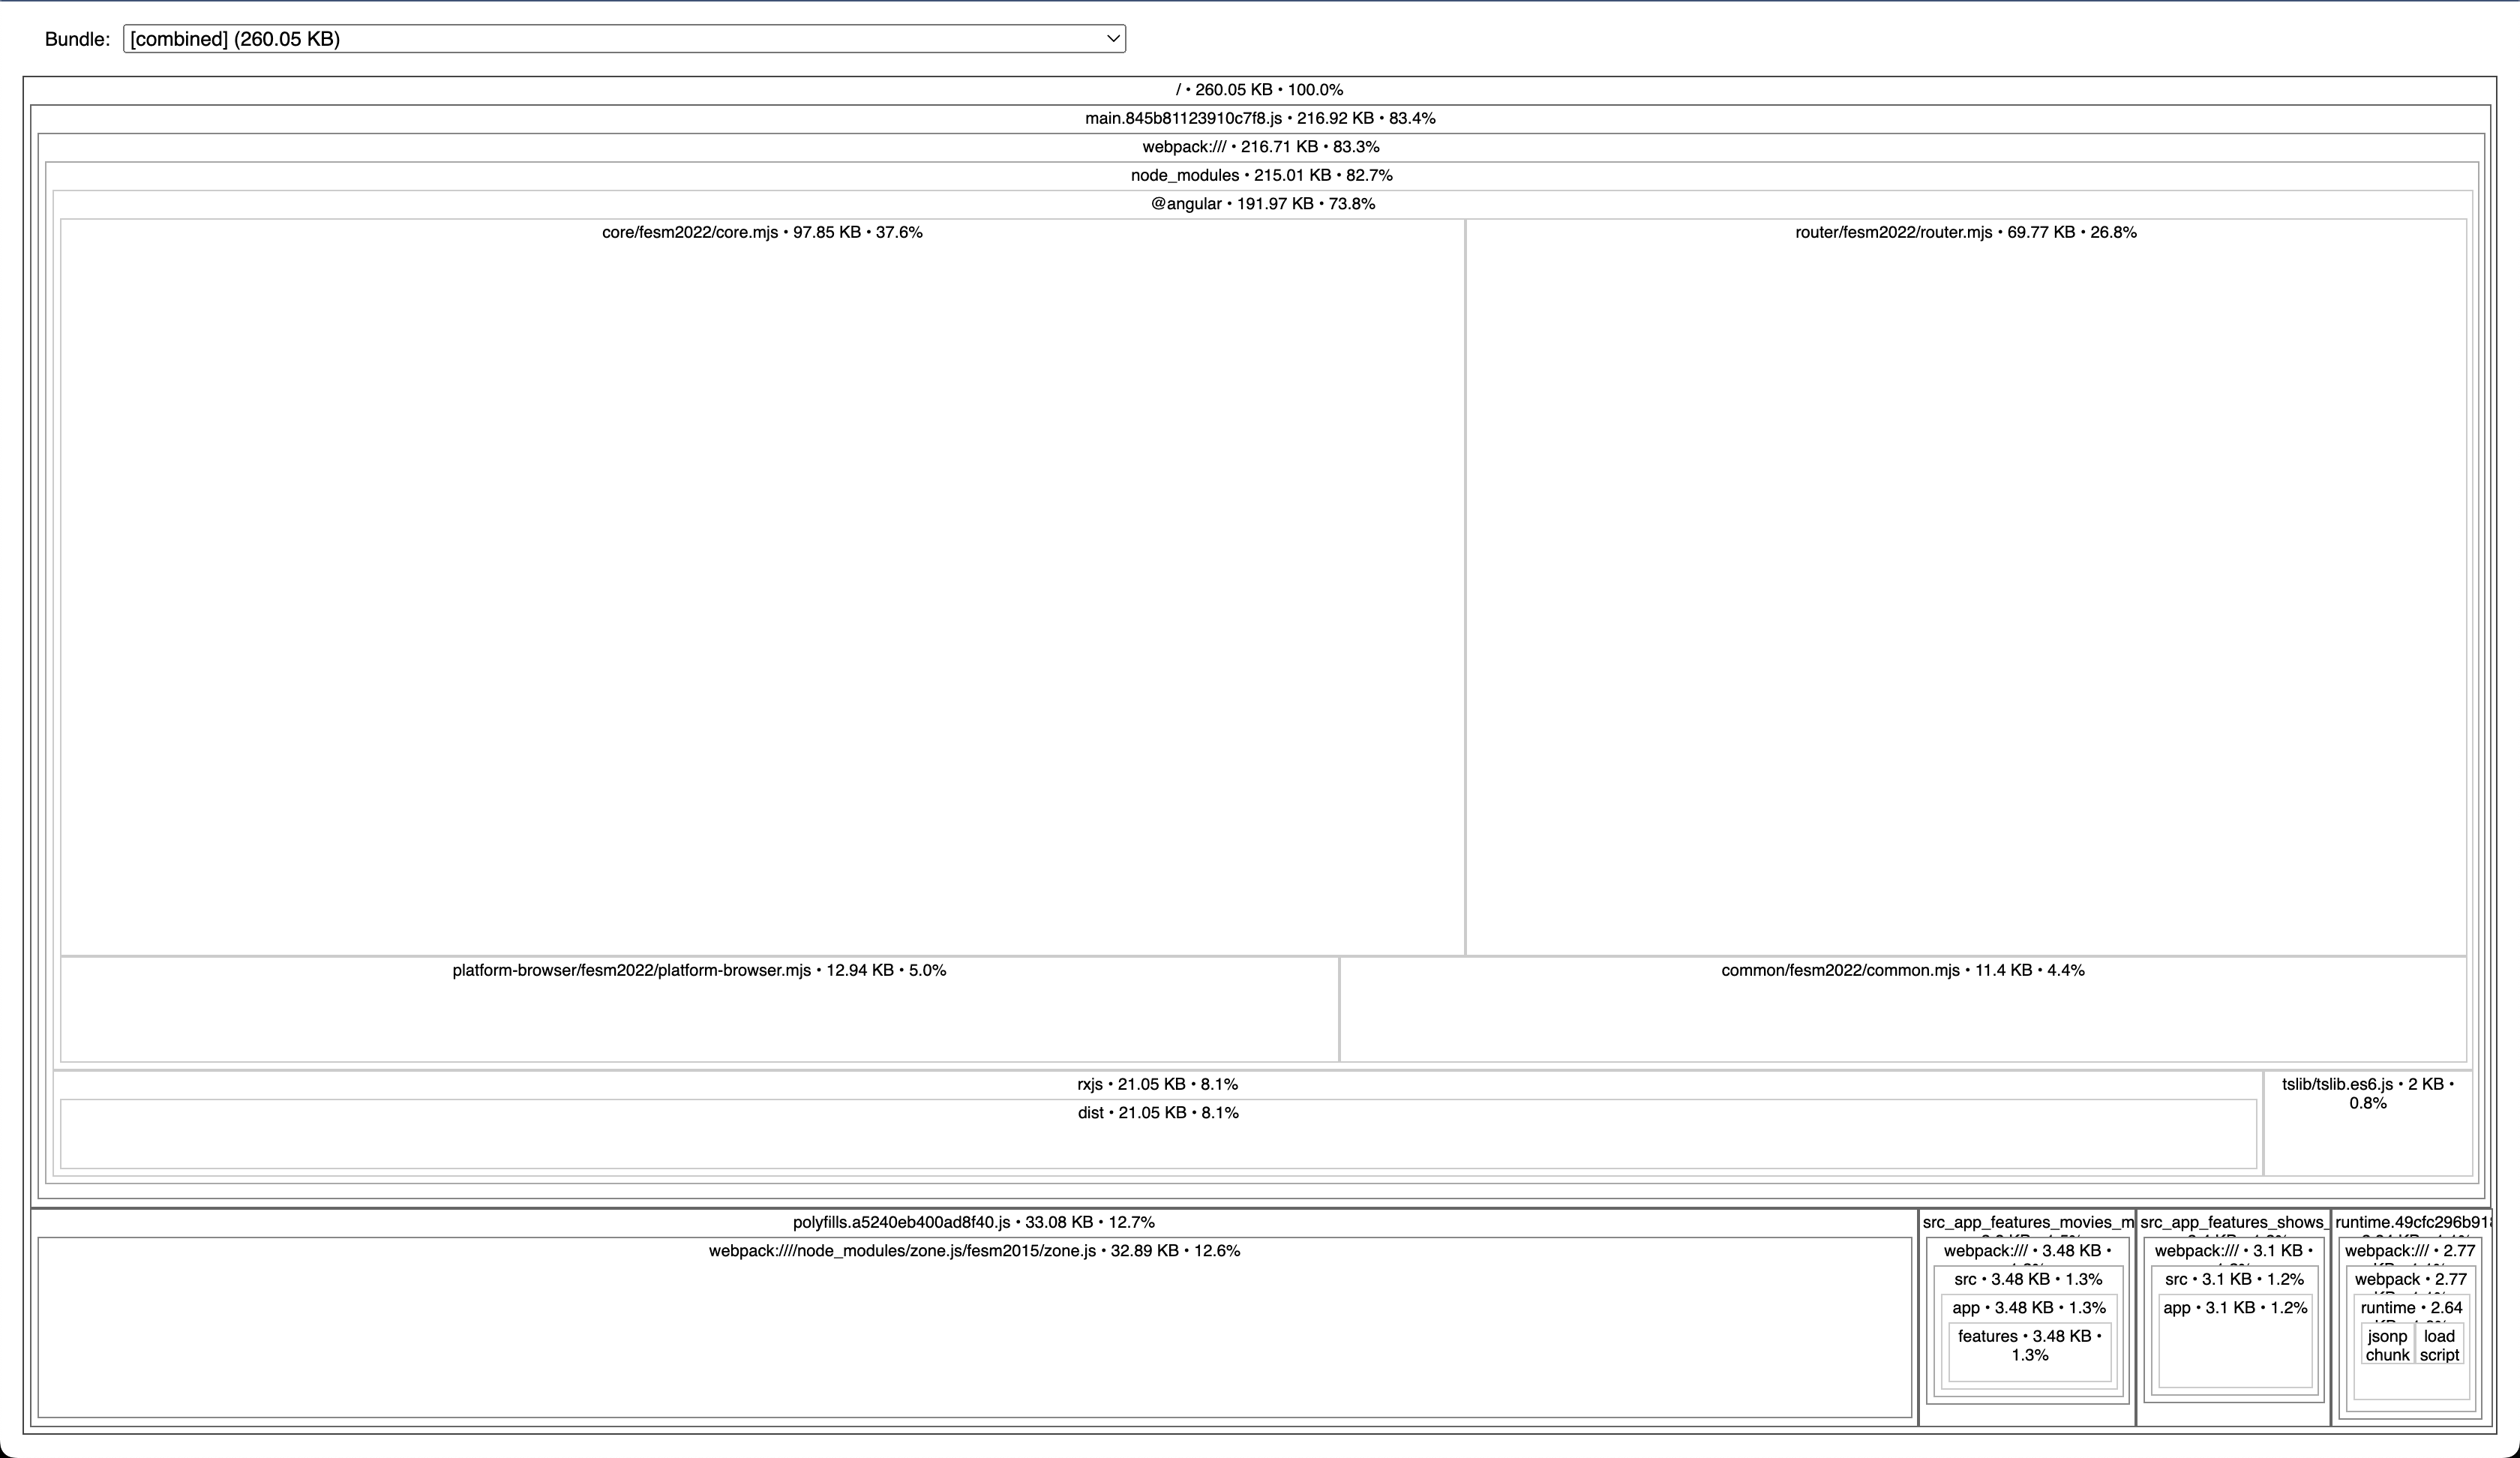 Bundle: [combined] (260.05 KB)
/ • 260.05 KB • 100.0%
main.845b81123910c7f8.js • 216.92 KB • 83.4%
webpack:/// • 216.71 KB • 83.3%
node_modules • 215.01 KB • 82.7%
@angular • 191.97 KB • 73.8%
core/fesm2022/core.mjs • 97.85 KB • 37.6%
router/fesm2022/router.mjs • 69.77 KB • 26.8%
platform-browser/fesm2022/platform-browser.mjs • 12.94 KB • 5.0%
common/fesm2022/common.mjs • 11.4 KB • 4.4%
rxjs • 21.05 KB • 8.1%
dist • 21.05 KB • 8.1%
tslib/tslib.es6.js • 2 KB •
0.8%
polyfills.a5240eb400ad8f40.js • 33.08 KB • 12.7%
webpack:////node_modules/zone.js/fesm2015/zone.js • 32.89 KB • 12.6%
src_app_features_movies_m
webpack:/// • 3.48 KB •
src • 3.48 KB • 1.3%
app • 3.48 KB • 1.3%
features • 3.48 KB •
1.3%
src_app_features_shows_
webpack:/// • 3.1 KB •
src • 3.1 KB • 1.2%
app • 3.1 KB • 1.2%
runtime.49cfc296b91
webpack:/// • 2.77
webpack • 2.77
runtime • 2.64
jsonp
chunk
load
script